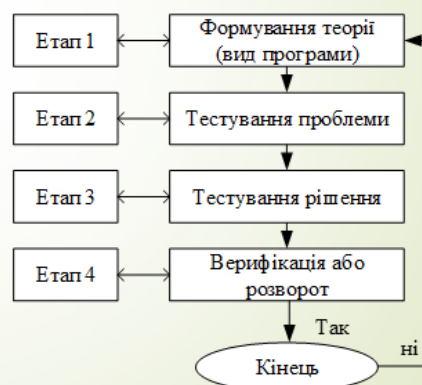 Етап 1
Формування теорії
(вид програми)
Етап 2
Тестування проблеми
Етап 3
Тестування рішення
Етап 4
Верифікація або
розворот
Так
ні
Кінець